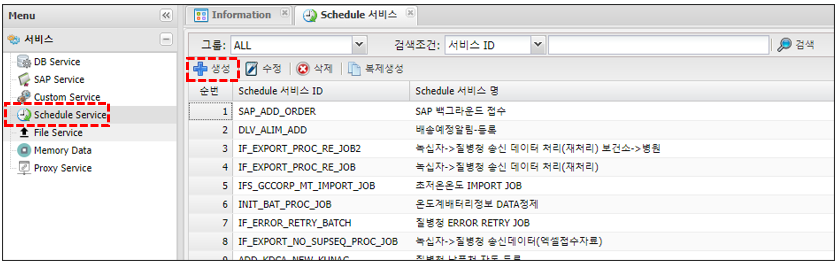 Menu
서비스
DB Service
SAP Service
Custom Service
Schedule Service
File Service
Memory Data
Proxy Service
Information
Schedule 서비스
그룹: ALL 검색조건: 서비스 ID 검색
생성 수정 삭제 복제생성
순번 Schedule 서비스 ID Schedule 서비스 명
1 SAP_ADD_ORDER SAP 백그라운드 접수
2 DLV_ALIM_ADD 배송예정알림-등록
3 IF_EXPORT_PROC_RE_JOB2 녹십자->질병청 송신 데이터 처리(재처리) 보건소->병원
4 IF_EXPORT_PROC_RE_JOB 녹십자->질병청 송신 데이터 처리(재처리)
5 IFS_GCCORP_MT_IMPORT_JOB 초저온온도 IMPORT JOB
6 INIT_BAT_PROC_JOB 온도계배터리정보 DATA정제
7 IF_ERROR_RETRY_BATCH 질병청 ERROR RETRY JOB
8 IF_EXPORT_NO_SUPSEQ_PROC_JOB 녹십자->질병청 송신데이터(엑셀접수자료)